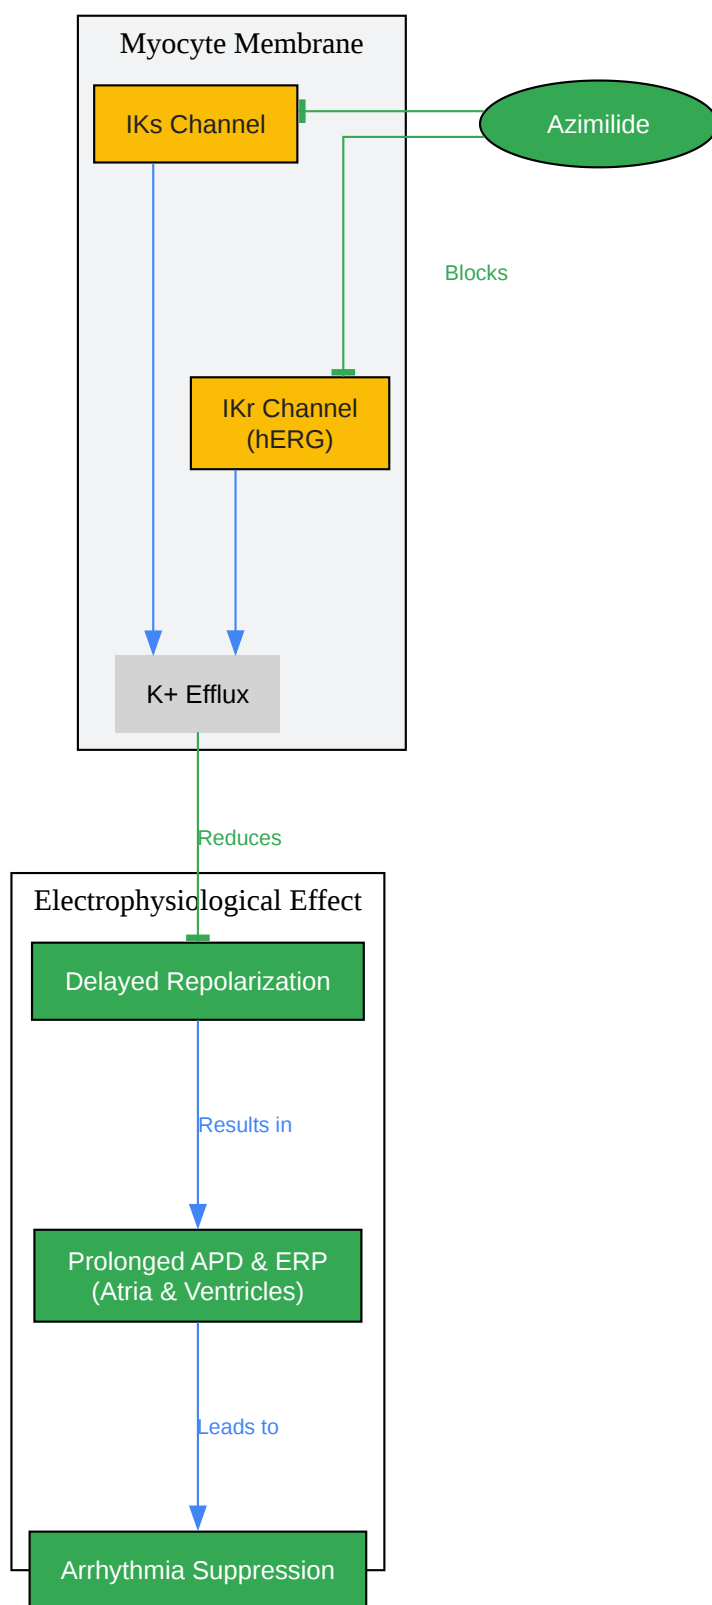 Myocyte Membrane
IKs Channel
Azimilide
Blocks
IKr Channel
(hERG)
K+ Efflux
Reduces
Electrophysiological Effect
Delayed Repolarization
Results in
Prolonged APD & ERP
(Atria & Ventricles)
Leads to
Arrhythmia Suppression